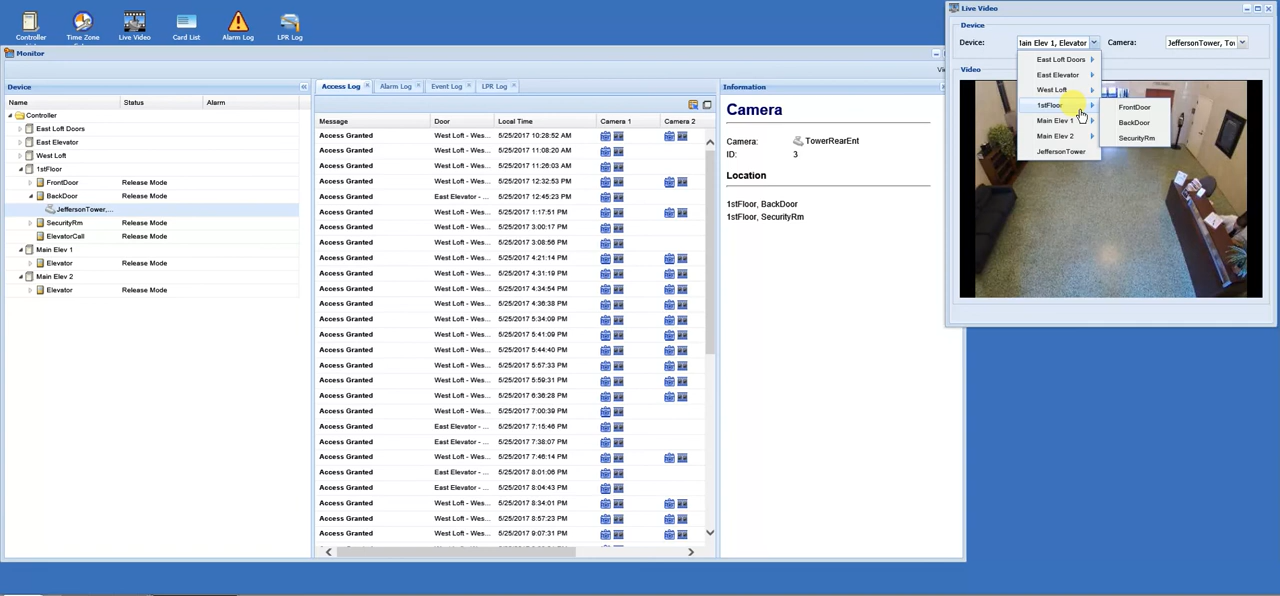 Controller
Time Zone
Live Video
Card List
Alarm Log
LPR Log
Monitor
Device
Name Status Alarm
Controller
East Loft Doors
East Elevator
West Loft
1stFloor
FrontDoor Release Mode
BackDoor Release Mode
JeffersonTower,...
SecurityRm Release Mode
ElevatorCall Release Mode
Main Elev 1
Elevator Release Mode
Main Elev 2
Elevator Release Mode
Access Log Alarm Log Event Log LPR Log
Message Door Local Time Camera 1 Camera 2
Access Granted West Loft - Wes... 5/25/2017 10:28:52 AM
Access Granted West Loft - Wes... 5/25/2017 11:08:20 AM
Access Granted West Loft - Wes... 5/25/2017 11:26:03 AM
Access Granted West Loft - Wes... 5/25/2017 12:32:53 PM
Access Granted East Elevator - ... 5/25/2017 12:45:23 PM
Access Granted West Loft - Wes... 5/25/2017 1:17:51 PM
Access Granted West Loft - Wes... 5/25/2017 3:00:17 PM
Access Granted West Loft - Wes... 5/25/2017 3:08:56 PM
Access Granted West Loft - Wes... 5/25/2017 4:21:14 PM
Access Granted West Loft - Wes... 5/25/2017 4:31:19 PM
Access Granted West Loft - Wes... 5/25/2017 4:34:54 PM
Access Granted West Loft - Wes... 5/25/2017 4:36:38 PM
Access Granted West Loft - Wes... 5/25/2017 5:34:09 PM
Access Granted West Loft - Wes... 5/25/2017 5:41:09 PM
Access Granted West Loft - Wes... 5/25/2017 5:44:40 PM
Access Granted West Loft - Wes... 5/25/2017 5:57:33 PM
Access Granted West Loft - Wes... 5/25/2017 5:59:31 PM
Access Granted West Loft - Wes... 5/25/2017 6:36:28 PM
Access Granted West Loft - Wes... 5/25/2017 7:00:39 PM
Access Granted East Elevator - ... 5/25/2017 7:15:46 PM
Access Granted East Elevator - ... 5/25/2017 7:38:07 PM
Access Granted West Loft - Wes... 5/25/2017 7:46:14 PM
Access Granted East Elevator - ... 5/25/2017 8:01:06 PM
Access Granted East Elevator - ... 5/25/2017 8:04:43 PM
Access Granted West Loft - Wes... 5/25/2017 8:34:01 PM
Access Granted West Loft - Wes... 5/25/2017 8:57:23 PM
Access Granted West Loft - Wes... 5/25/2017 9:07:31 PM
Information
Camera
Camera: TowerRearEnt
ID: 3
Location
1stFloor, BackDoor
1stFloor, SecurityRm
Live Video
Device
Device: Main Elev 1, Elevator Camera: JeffersonTower, Tov
Video
East Loft Doors
East Elevator
West Loft
1stFloor
Main Elev 1
Main Elev 2
JeffersonTower
FrontDoor
BackDoor
SecurityRm